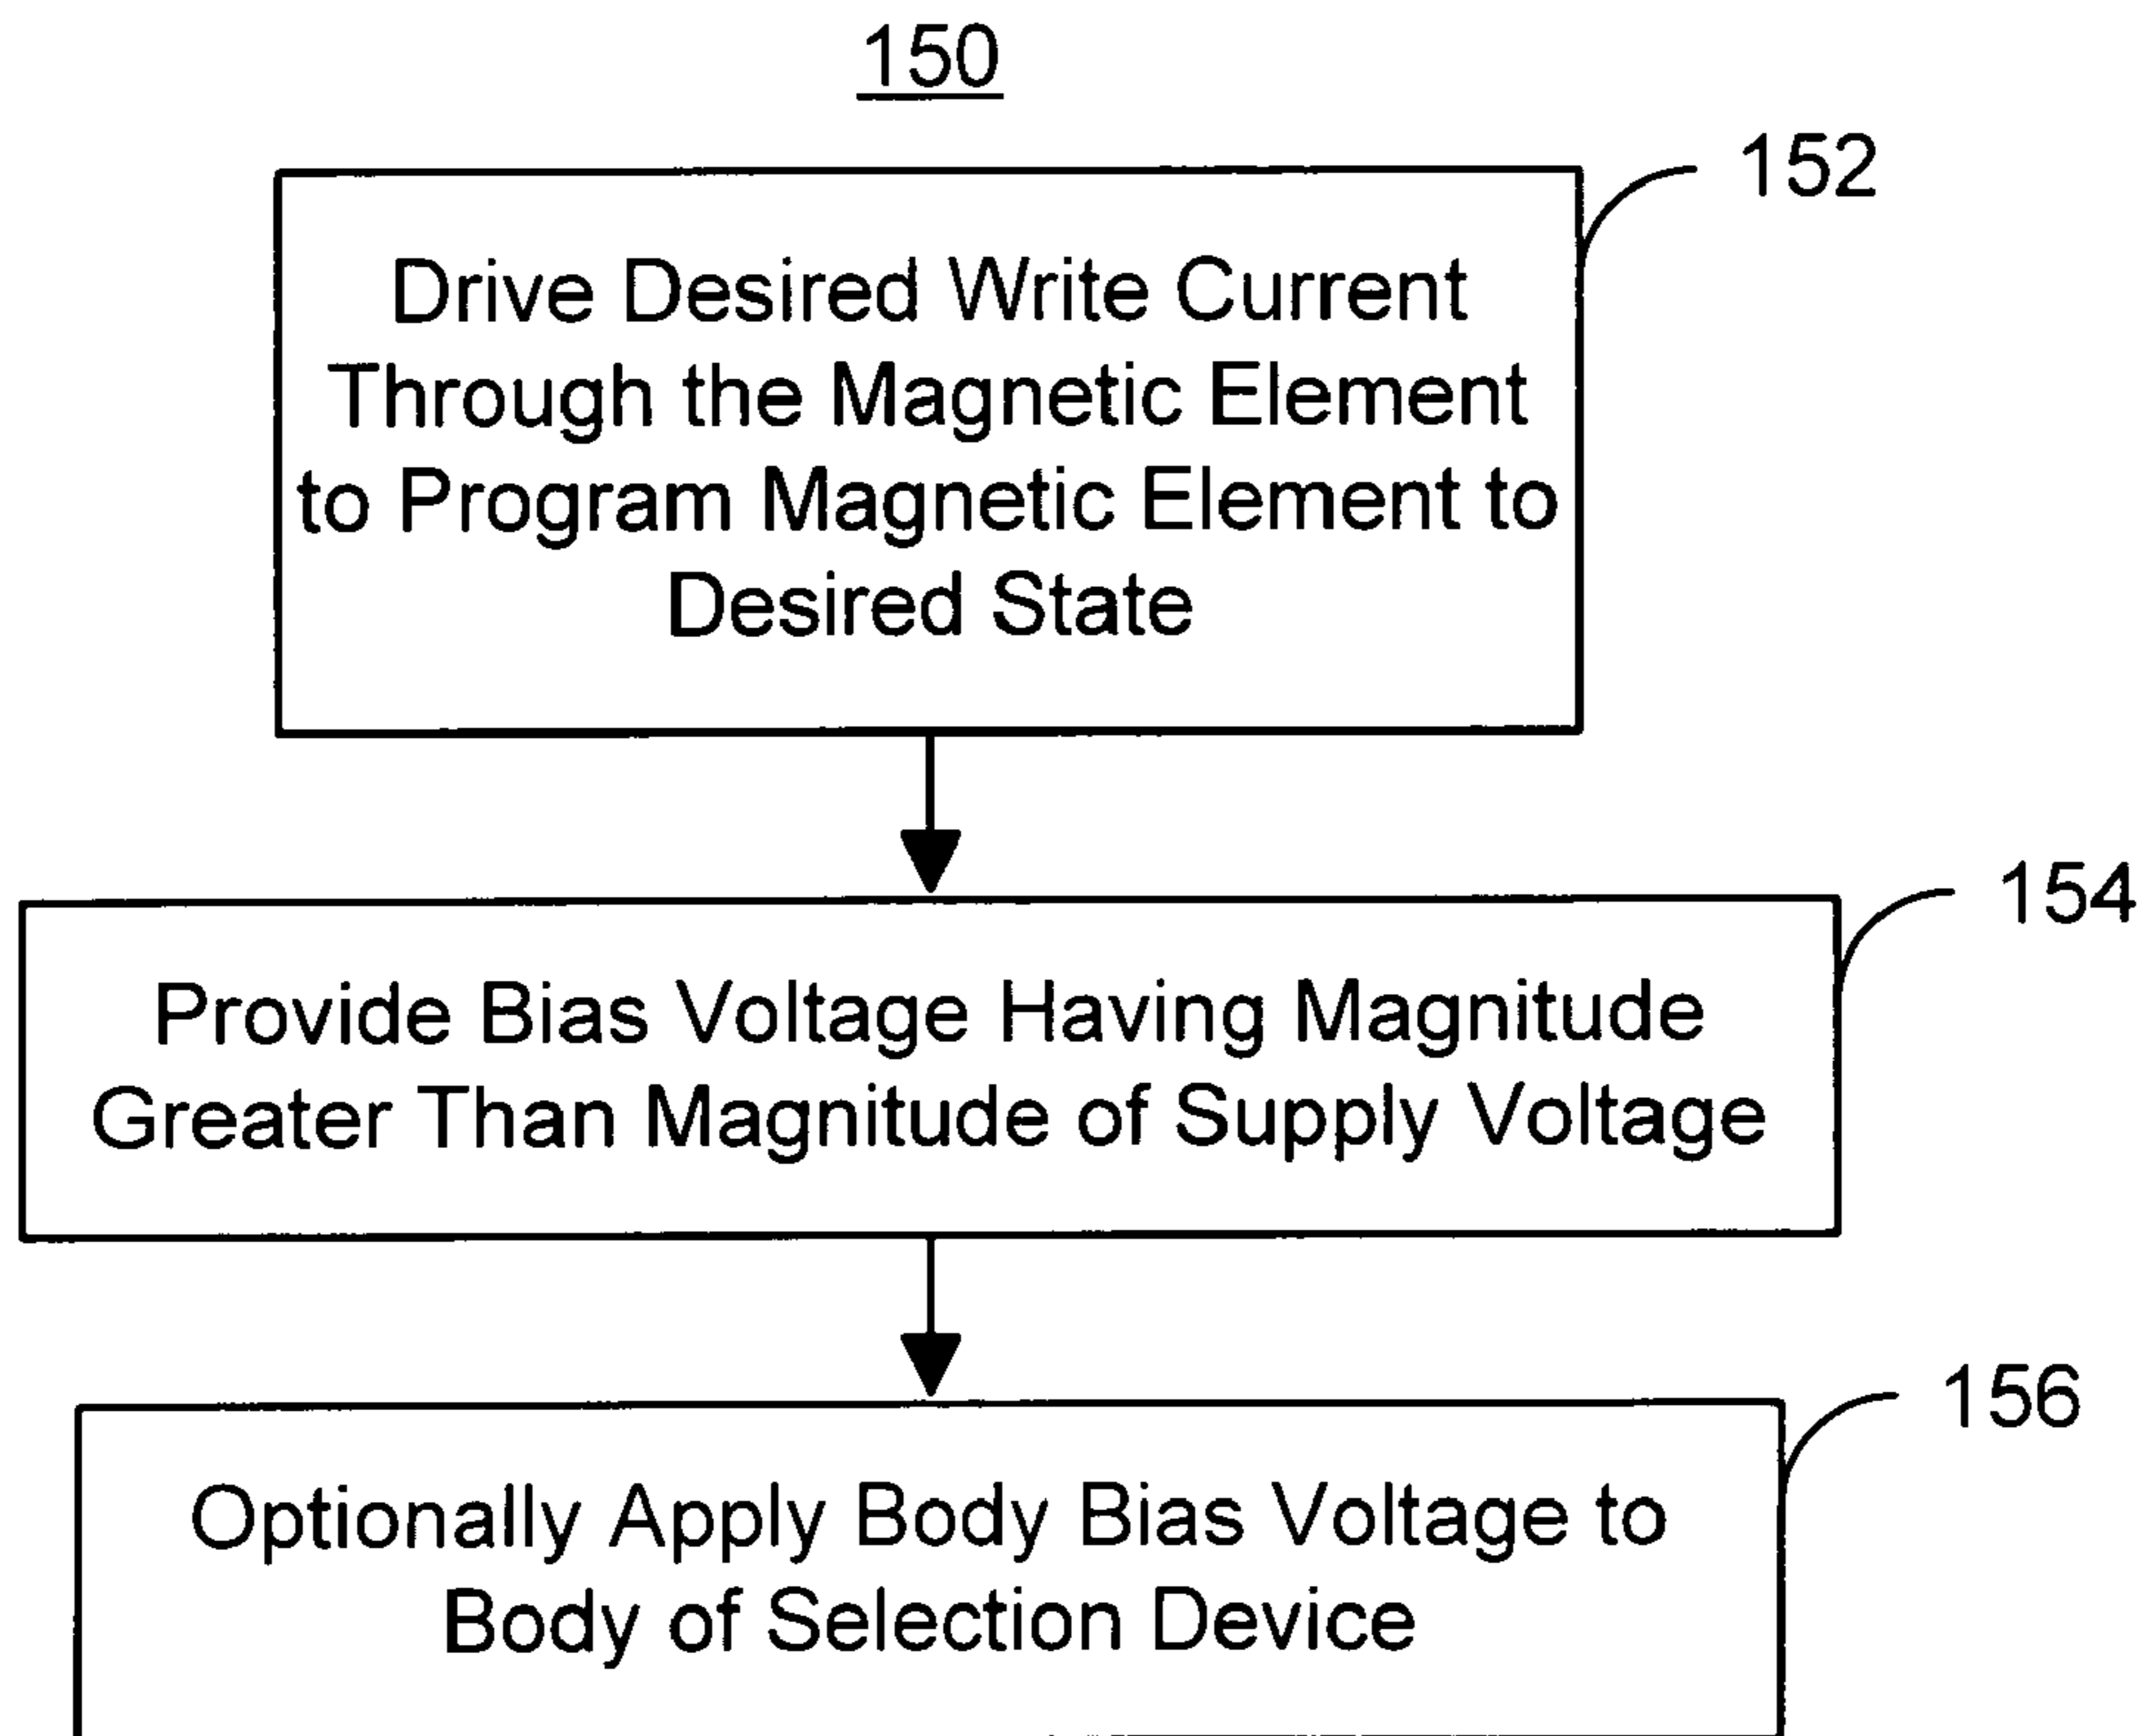 150
152
Drive Desired Write Current
Through the Magnetic Element
to Program Magnetic Element to
Desired State
154
Provide Bias Voltage Having Magnitude
Greater Than Magnitude of Supply Voltage
156
Optionally Apply Body Bias Voltage to
Body of Selection Device